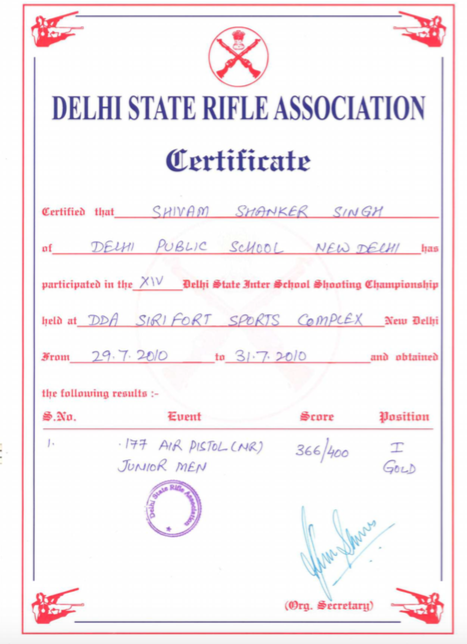 DELHI STATE RIFLE ASSOCIATION
Certificate
Certified that SHIVAM SHANKER SINGH
of DELHI PUBLIC SCHOOL NEW DELHI has
participated in the XIV Delhi State Inter School Shooting Championship
held at DDA SIRI FORT SPORTS COMPLEX New Delhi
From 29.7.2010 to 31.7.2010 and obtained
the following results :-
S.No. Event Score Position
1. .177 AIR PISTOL (NR) 366/400 I
JUNIOR MEN GOLD
Delhi State Rifle Association
(Org. Secretary)